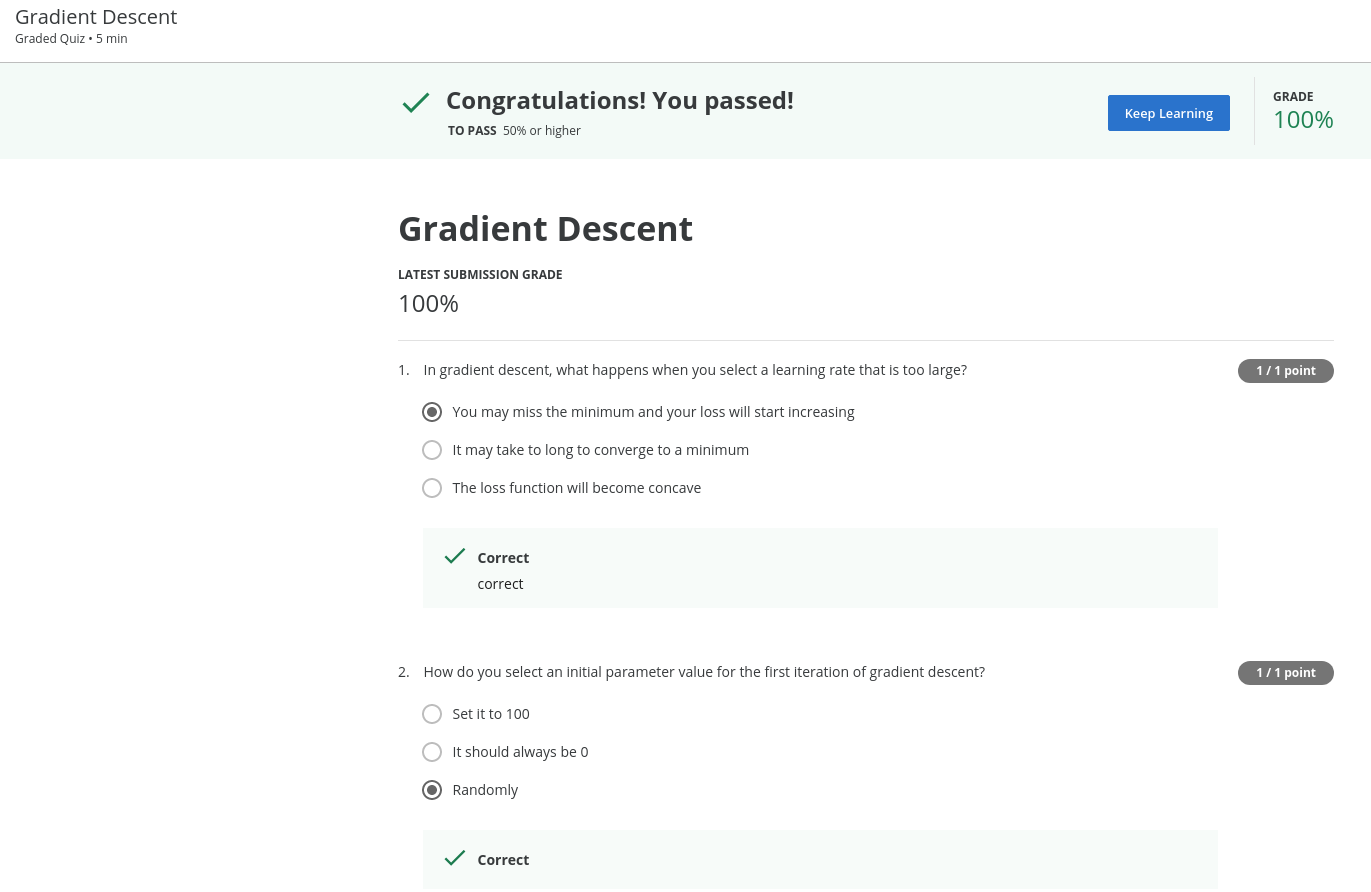 Gradient Descent
Graded Quiz • 5 min
Congratulations! You passed!
TO PASS 50% or higher
Keep Learning
GRADE
100%
Gradient Descent
LATEST SUBMISSION GRADE
100%
1. In gradient descent, what happens when you select a learning rate that is too large?
1 / 1 point
You may miss the minimum and your loss will start increasing
It may take to long to converge to a minimum
The loss function will become concave
Correct
correct
2. How do you select an initial parameter value for the first iteration of gradient descent?
1 / 1 point
Set it to 100
It should always be 0
Randomly
Correct